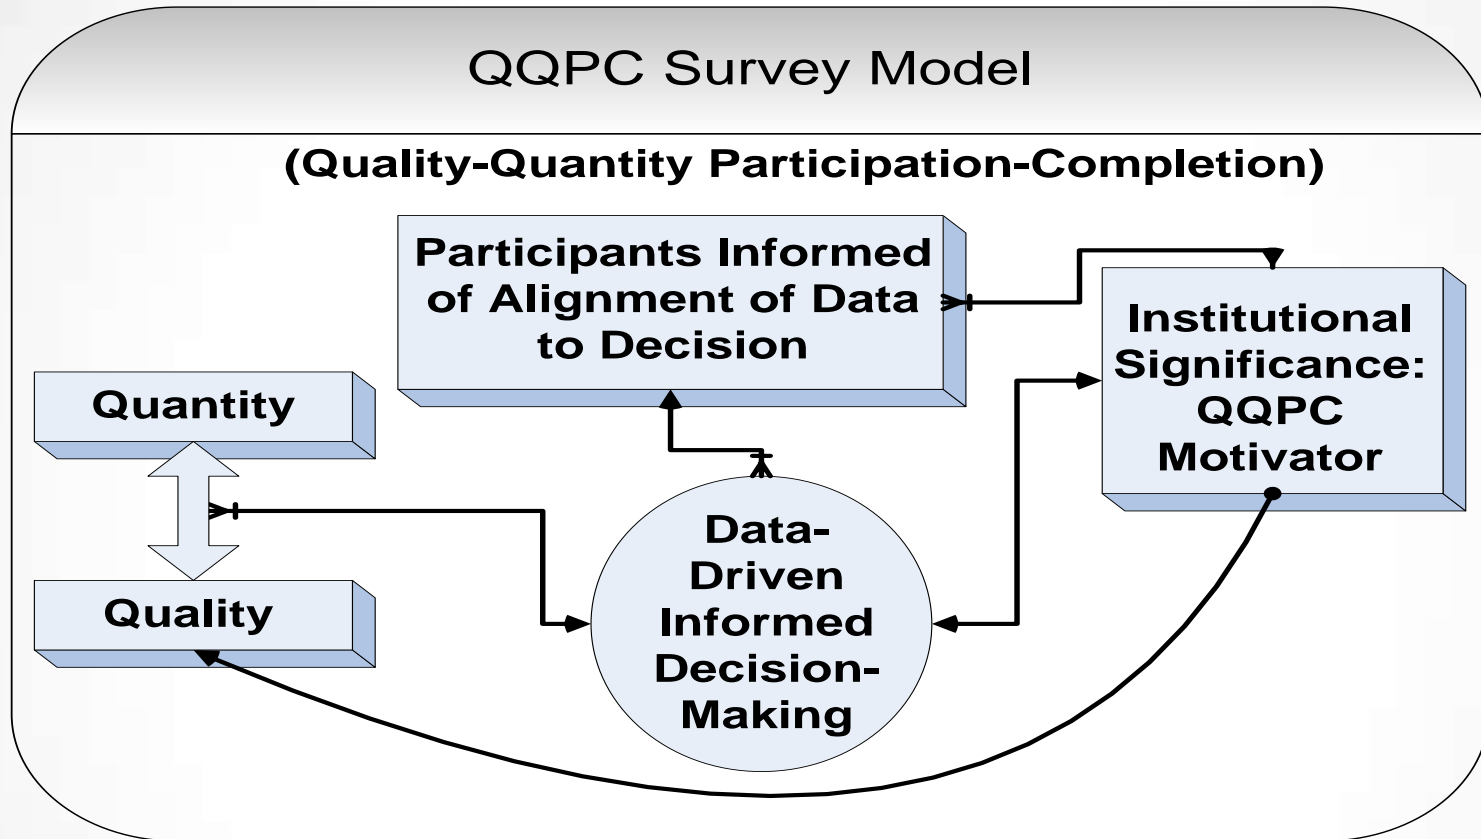 QQPC Survey Model
(Quality-Quantity Participation-Completion)
Participants Informed
of Alignment of Data
to Decision
Institutional
Significance:
QQPC
Motivator
Quantity
Quality
Data-
Driven
Informed
Decision-
Making